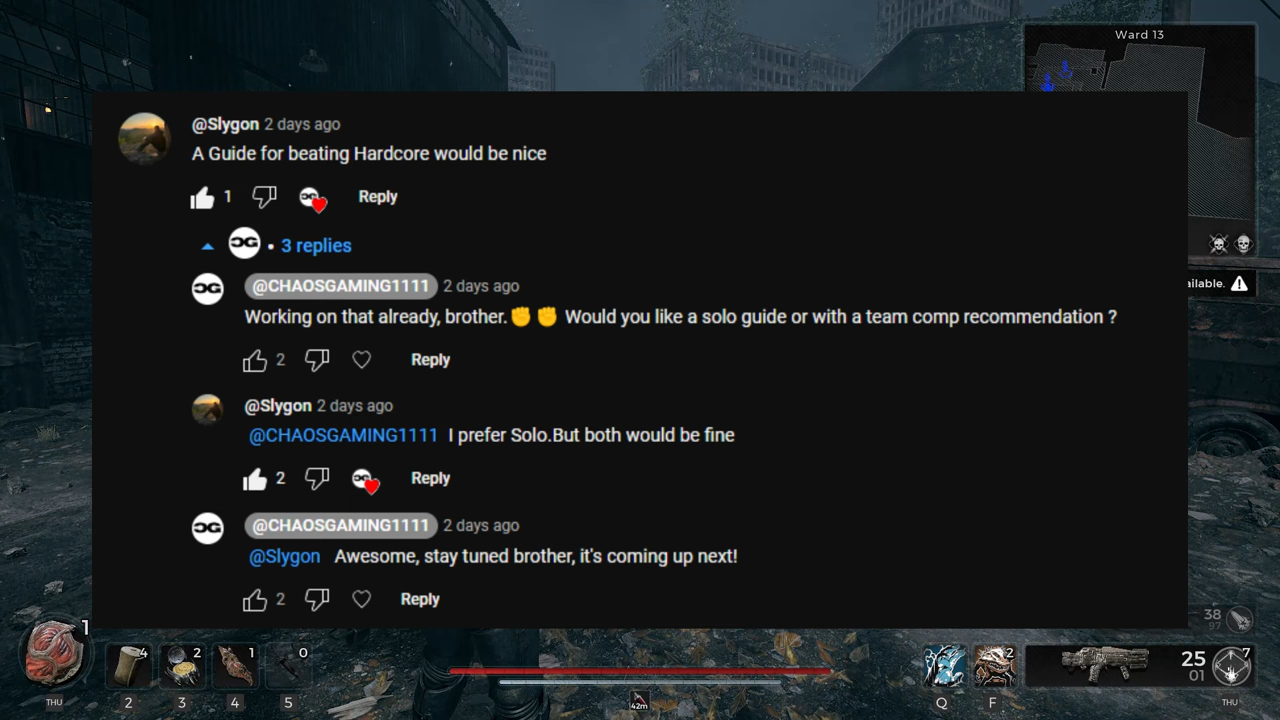 Ward 13
@Slygon 2 days ago
A Guide for beating Hardcore would be nice
1 Reply
3 replies
ailable.
@CHAOSGAMING1111 2 days ago
Working on that already, brother.✊✊ Would you like a solo guide or with a team comp recommendation ?
2 Reply
@Slygon 2 days ago
@CHAOSGAMING1111 I prefer Solo.But both would be fine
2 Reply
@CHAOSGAMING1111 2 days ago
@Slygon Awesome, stay tuned brother, it's coming up next!
2 Reply
38
97
1
4 2 1 0
2 25 7
01
THU 2 3 4 5 42m Q F THU